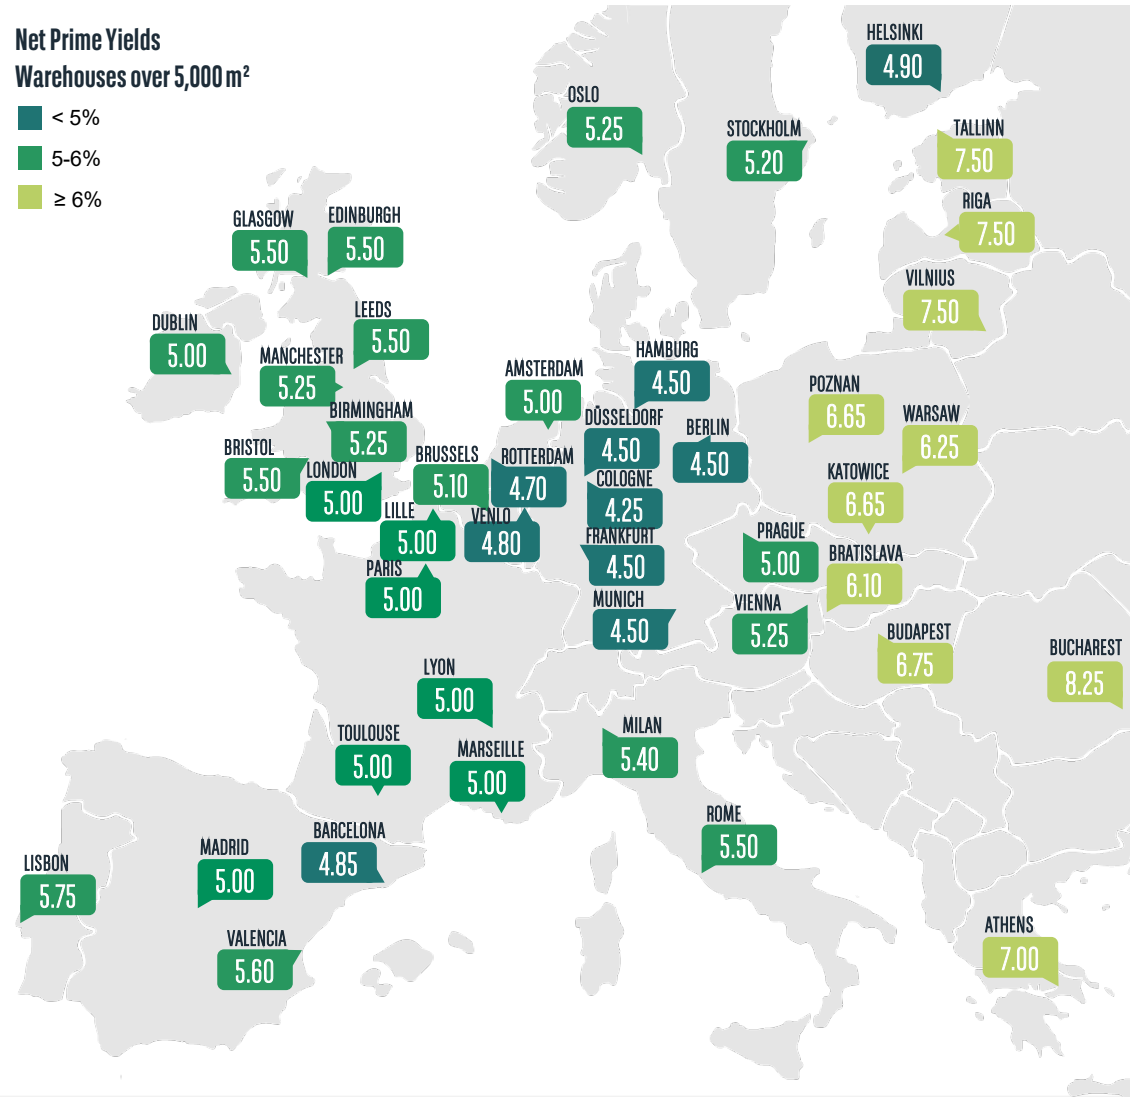 Net Prime Yields
Warehouses over 5,000 m²
< 5%
5-6%
≥ 6%
HELSINKI
4.90
OSLO
5.25
STOCKHOLM
5.20
TALLINN
7.50
RIGA
7.50
VILNIUS
7.50
GLASGOW
5.50
EDINBURGH
5.50
DUBLIN
5.00
LEEDS
5.50
MANCHESTER
5.25
BIRMINGHAM
5.25
BRISTOL
5.50
LONDON
5.00
AMSTERDAM
5.00
HAMBURG
4.50
DÜSSELDORF
4.50
BERLIN
4.50
BRUSSELS
5.10
ROTTERDAM
4.70
COLOGNE
4.25
LILLE
5.00
VENLO
4.80
FRANKFURT
4.50
PARIS
5.00
MUNICH
4.50
POZNAN
6.65
WARSAW
6.25
KATOWICE
6.65
PRAGUE
5.00
BRATISLAVA
6.10
VIENNA
5.25
BUDAPEST
6.75
BUCHAREST
8.25
LYON
5.00
TOULOUSE
5.00
MARSEILLE
5.00
MILAN
5.40
ROME
5.50
BARCELONA
4.85
MADRID
5.00
LISBON
5.75
VALENCIA
5.60
ATHENS
7.00